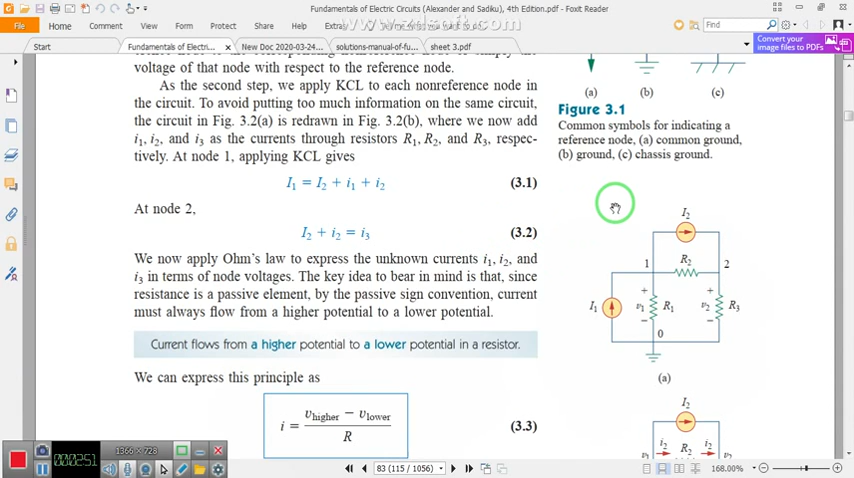 Fundamentals of Electric Circuits (Alexander and Sadiku), 4th Edition.pdf - Foxit Reader
File Home Comment View Form Protect Share Help Extras
Find
Start
Fundamentals of Electri...
New Doc 2020-03-24...
solutions-manual-of-fu...
sheet 3.pdf
Convert your
image files to PDFs
voltage of that node with respect to the reference node.
As the second step, we apply KCL to each nonreference node in
the circuit. To avoid putting too much information on the same circuit,
the circuit in Fig. 3.2(a) is redrawn in Fig. 3.2(b), where we now add
i₁, i₂, and i₃ as the currents through resistors R₁, R₂, and R₃, respec-
tively. At node 1, applying KCL gives
I₁ = I₂ + i₁ + i₂ (3.1)
At node 2,
I₂ + i₂ = i₃ (3.2)
We now apply Ohm's law to express the unknown currents i₁, i₂, and
i₃ in terms of node voltages. The key idea to bear in mind is that, since
resistance is a passive element, by the passive sign convention, current
must always flow from a higher potential to a lower potential.
Current flows from a higher potential to a lower potential in a resistor.
We can express this principle as
i = (v_higher − v_lower) / R (3.3)
(a) (b) (c)
Figure 3.1
Common symbols for indicating a
reference node, (a) common ground,
(b) ground, (c) chassis ground.
I₂
1 R₂ 2
I₁ + v₁ − R₁ + v₂ − R₃
0
(a)
I₂
i₂ R₂ i₂
1366 x 728
00:02:51
83 (115 / 1056)
168.00%